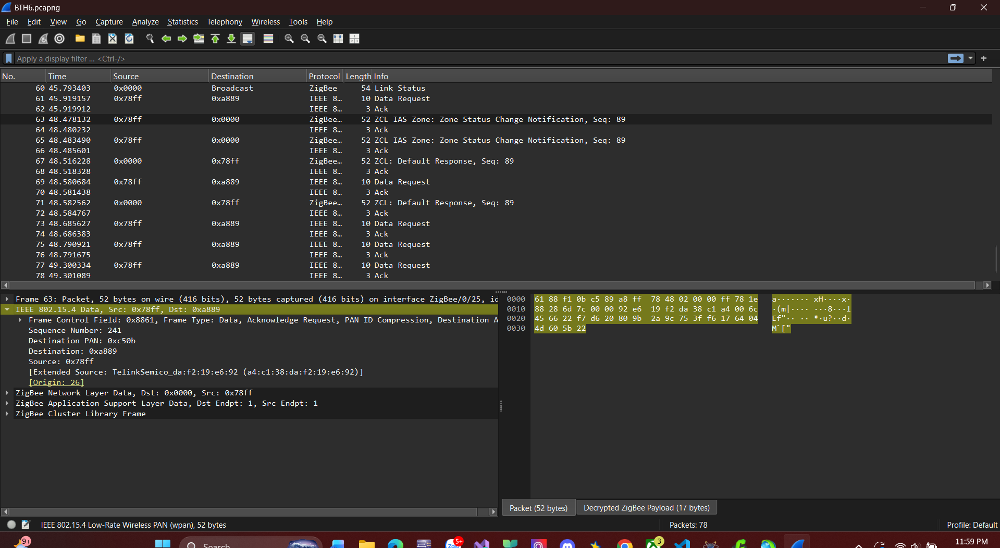 BTH6.pcapng
File Edit View Go Capture Analyze Statistics Telephony Wireless Tools Help
Apply a display filter ... <Ctrl-/>
No. Time Source Destination Protocol Length Info
60 45.793403 0x0000 Broadcast ZigBee 54 Link Status
61 45.919157 0x78ff 0xa889 IEEE 8… 10 Data Request
62 45.919912 IEEE 8… 3 Ack
63 48.478132 0x78ff 0x0000 ZigBee… 52 ZCL IAS Zone: Zone Status Change Notification, Seq: 89
64 48.480232 IEEE 8… 3 Ack
65 48.483490 0x78ff 0x0000 ZigBee… 52 ZCL IAS Zone: Zone Status Change Notification, Seq: 89
66 48.485601 IEEE 8… 3 Ack
67 48.516228 0x0000 0x78ff ZigBee… 52 ZCL: Default Response, Seq: 89
68 48.518328 IEEE 8… 3 Ack
69 48.580684 0x78ff 0xa889 IEEE 8… 10 Data Request
70 48.581438 IEEE 8… 3 Ack
71 48.582562 0x0000 0x78ff ZigBee… 52 ZCL: Default Response, Seq: 89
72 48.584767 IEEE 8… 3 Ack
73 48.685627 0x78ff 0xa889 IEEE 8… 10 Data Request
74 48.686383 IEEE 8… 3 Ack
75 48.790921 0x78ff 0xa889 IEEE 8… 10 Data Request
76 48.791675 IEEE 8… 3 Ack
77 49.300334 0x78ff 0xa889 IEEE 8… 10 Data Request
78 49.301089 IEEE 8… 3 Ack
Frame 63: Packet, 52 bytes on wire (416 bits), 52 bytes captured (416 bits) on interface ZigBee/0/25, id
IEEE 802.15.4 Data, Src: 0x78ff, Dst: 0xa889
Frame Control Field: 0x8861, Frame Type: Data, Acknowledge Request, PAN ID Compression, Destination A
Sequence Number: 241
Destination PAN: 0xc50b
Destination: 0xa889
Source: 0x78ff
[Extended Source: TelinkSemico_da:f2:19:e6:92 (a4:c1:38:da:f2:19:e6:92)]
[Origin: 26]
ZigBee Network Layer Data, Dst: 0x0000, Src: 0x78ff
ZigBee Application Support Layer Data, Dst Endpt: 1, Src Endpt: 1
ZigBee Cluster Library Frame
0000 61 88 f1 0b c5 89 a8 ff 78 48 02 00 00 ff 78 1e a······· xH····x·
0010 88 28 6d 7c 00 00 92 e6 19 f2 da 38 c1 a4 00 6c ·(m|···· ···8···l
0020 45 66 22 f7 d6 20 80 9b 2a 9c 75 3f f6 17 64 04 Ef"·· ·· *·u?··d·
0030 4d 60 5b 22 M`["
Packet (52 bytes) Decrypted ZigBee Payload (17 bytes)
IEEE 802.15.4 Low-Rate Wireless PAN (wpan), 52 bytes Packets: 78 Profile: Default
9+ Search 5+ Zalo 3 11:59 PM